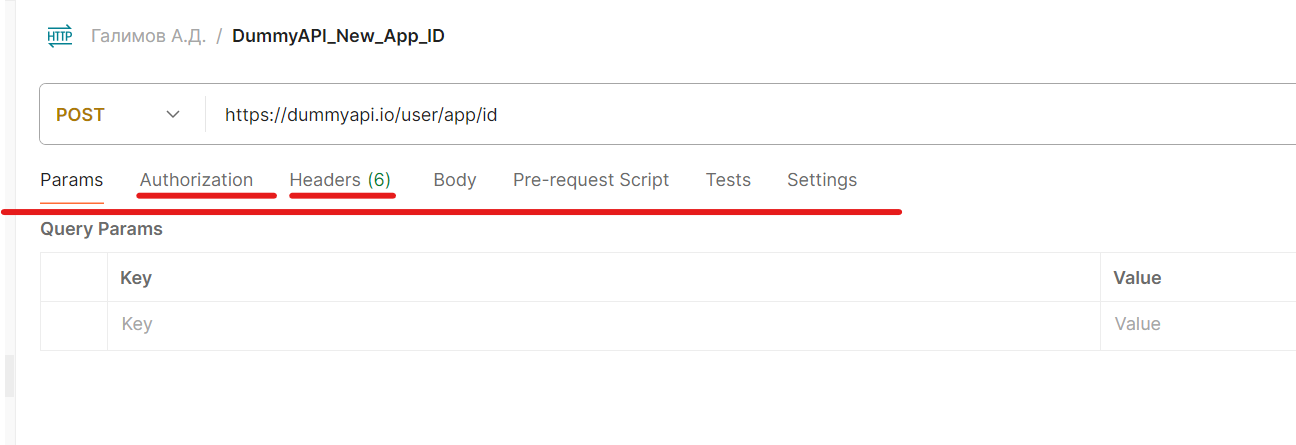 HTTP Галимов А.Д. / DummyAPI_New_App_ID
POST https://dummyapi.io/user/app/id
Params Authorization Headers (6) Body Pre-request Script Tests Settings
Query Params
Key Value
Key Value